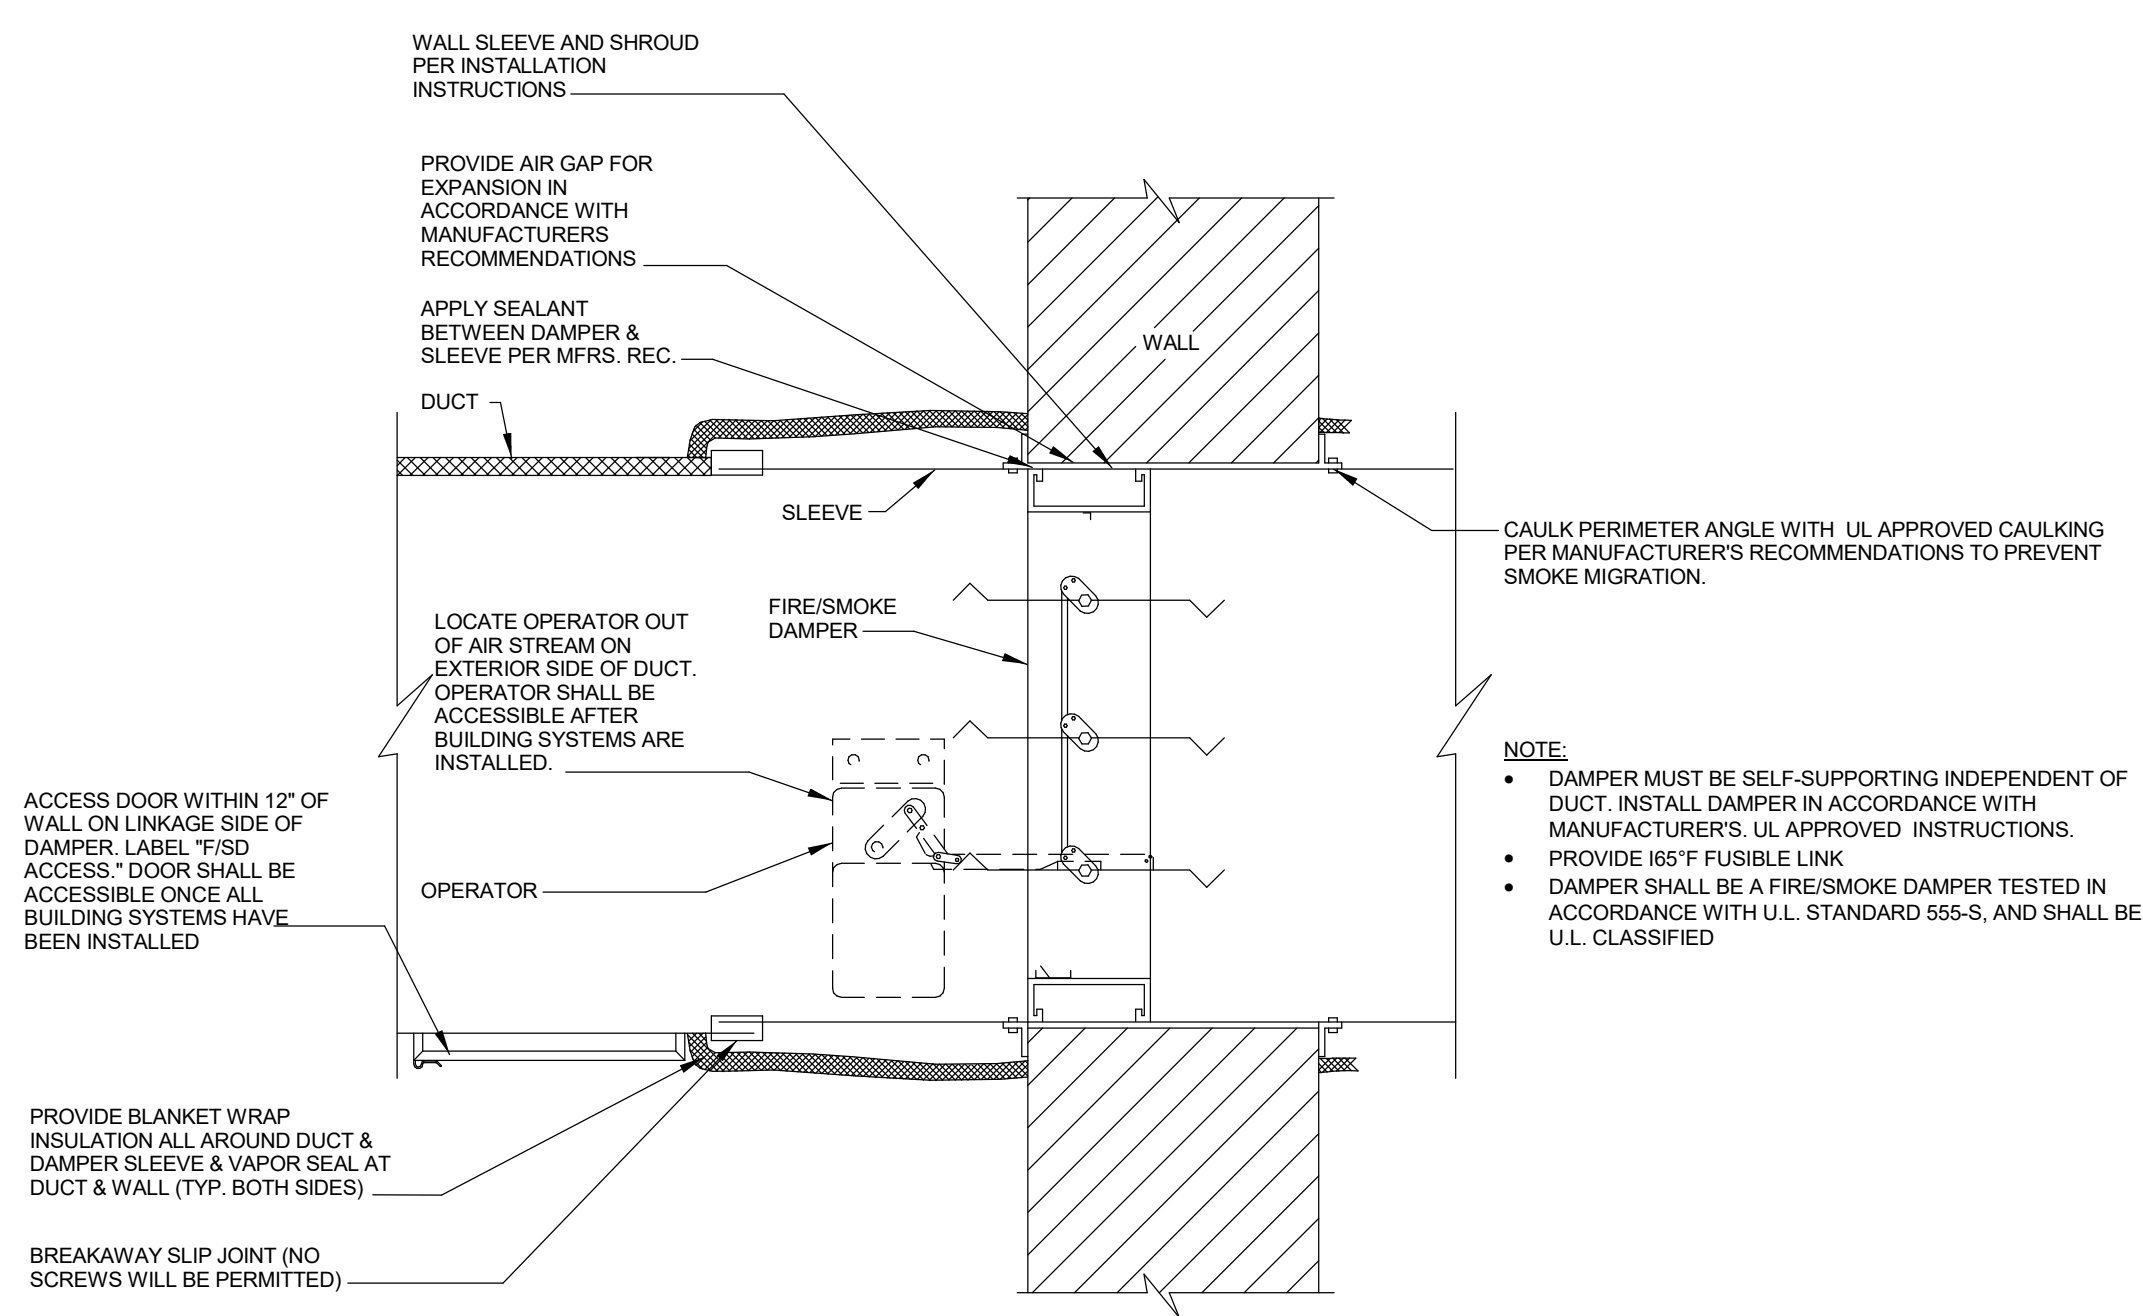 WALL SLEEVE AND SHROUD
PER INSTALLATION
INSTRUCTIONS
PROVIDE AIR GAP FOR
EXPANSION IN
ACCORDANCE WITH
MANUFACTURERS
RECOMMENDATIONS
APPLY SEALANT
BETWEEN DAMPER &
SLEEVE PER MFRS. REC.
DUCT
WALL
SLEEVE
CAULK PERIMETER ANGLE WITH UL APPROVED CAULKING
PER MANUFACTURER'S RECOMMENDATIONS TO PREVENT
SMOKE MIGRATION.
FIRE/SMOKE
DAMPER
LOCATE OPERATOR OUT
OF AIR STREAM ON
EXTERIOR SIDE OF DUCT.
OPERATOR SHALL BE
ACCESSIBLE AFTER
BUILDING SYSTEMS ARE
INSTALLED.
ACCESS DOOR WITHIN 12" OF
WALL ON LINKAGE SIDE OF
DAMPER. LABEL "F/SD
ACCESS." DOOR SHALL BE
ACCESSIBLE ONCE ALL
BUILDING SYSTEMS HAVE
BEEN INSTALLED
OPERATOR
NOTE:
• DAMPER MUST BE SELF-SUPPORTING INDEPENDENT OF
DUCT. INSTALL DAMPER IN ACCORDANCE WITH
MANUFACTURER'S. UL APPROVED INSTRUCTIONS.
• PROVIDE I65°F FUSIBLE LINK
• DAMPER SHALL BE A FIRE/SMOKE DAMPER TESTED IN
ACCORDANCE WITH U.L. STANDARD 555-S, AND SHALL BE
U.L. CLASSIFIED
PROVIDE BLANKET WRAP
INSULATION ALL AROUND DUCT &
DAMPER SLEEVE & VAPOR SEAL AT
DUCT & WALL (TYP. BOTH SIDES)
BREAKAWAY SLIP JOINT (NO
SCREWS WILL BE PERMITTED)